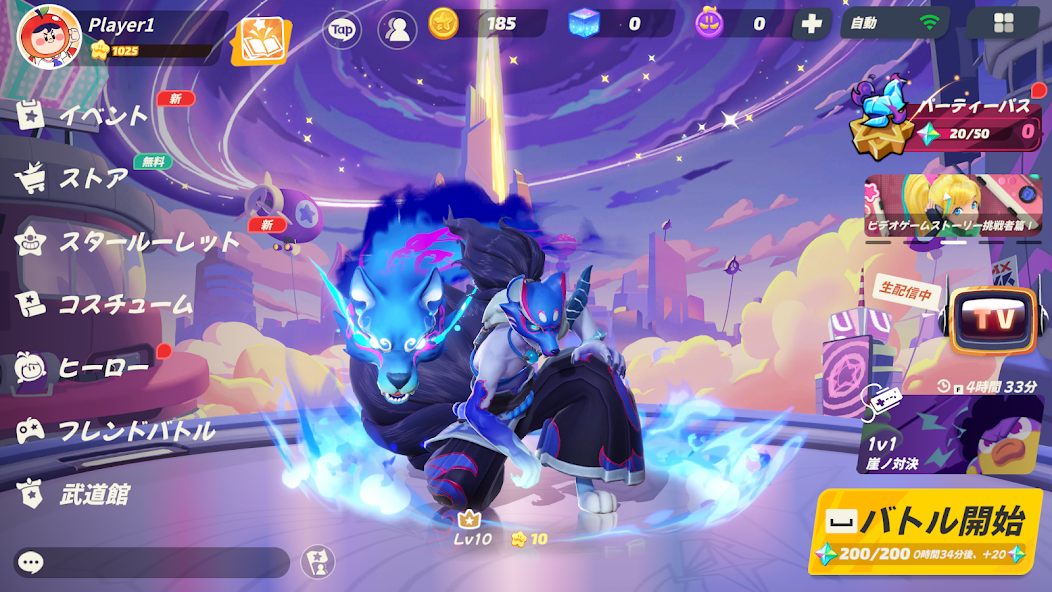 Player1
1025
Tap
185
0
0
自動
イベント
新
ストア
無料
スタールーレット
新
コスチューム
ヒーロー
フレンドバトル
武道館
Lv10
10
パーティーパス
20/50
0
ビデオゲームストーリー挑戦者篇！
生配信中
TV
4時間 33分
1v1
崖ノ対決
バトル開始
200/200 0時間34分後、+20